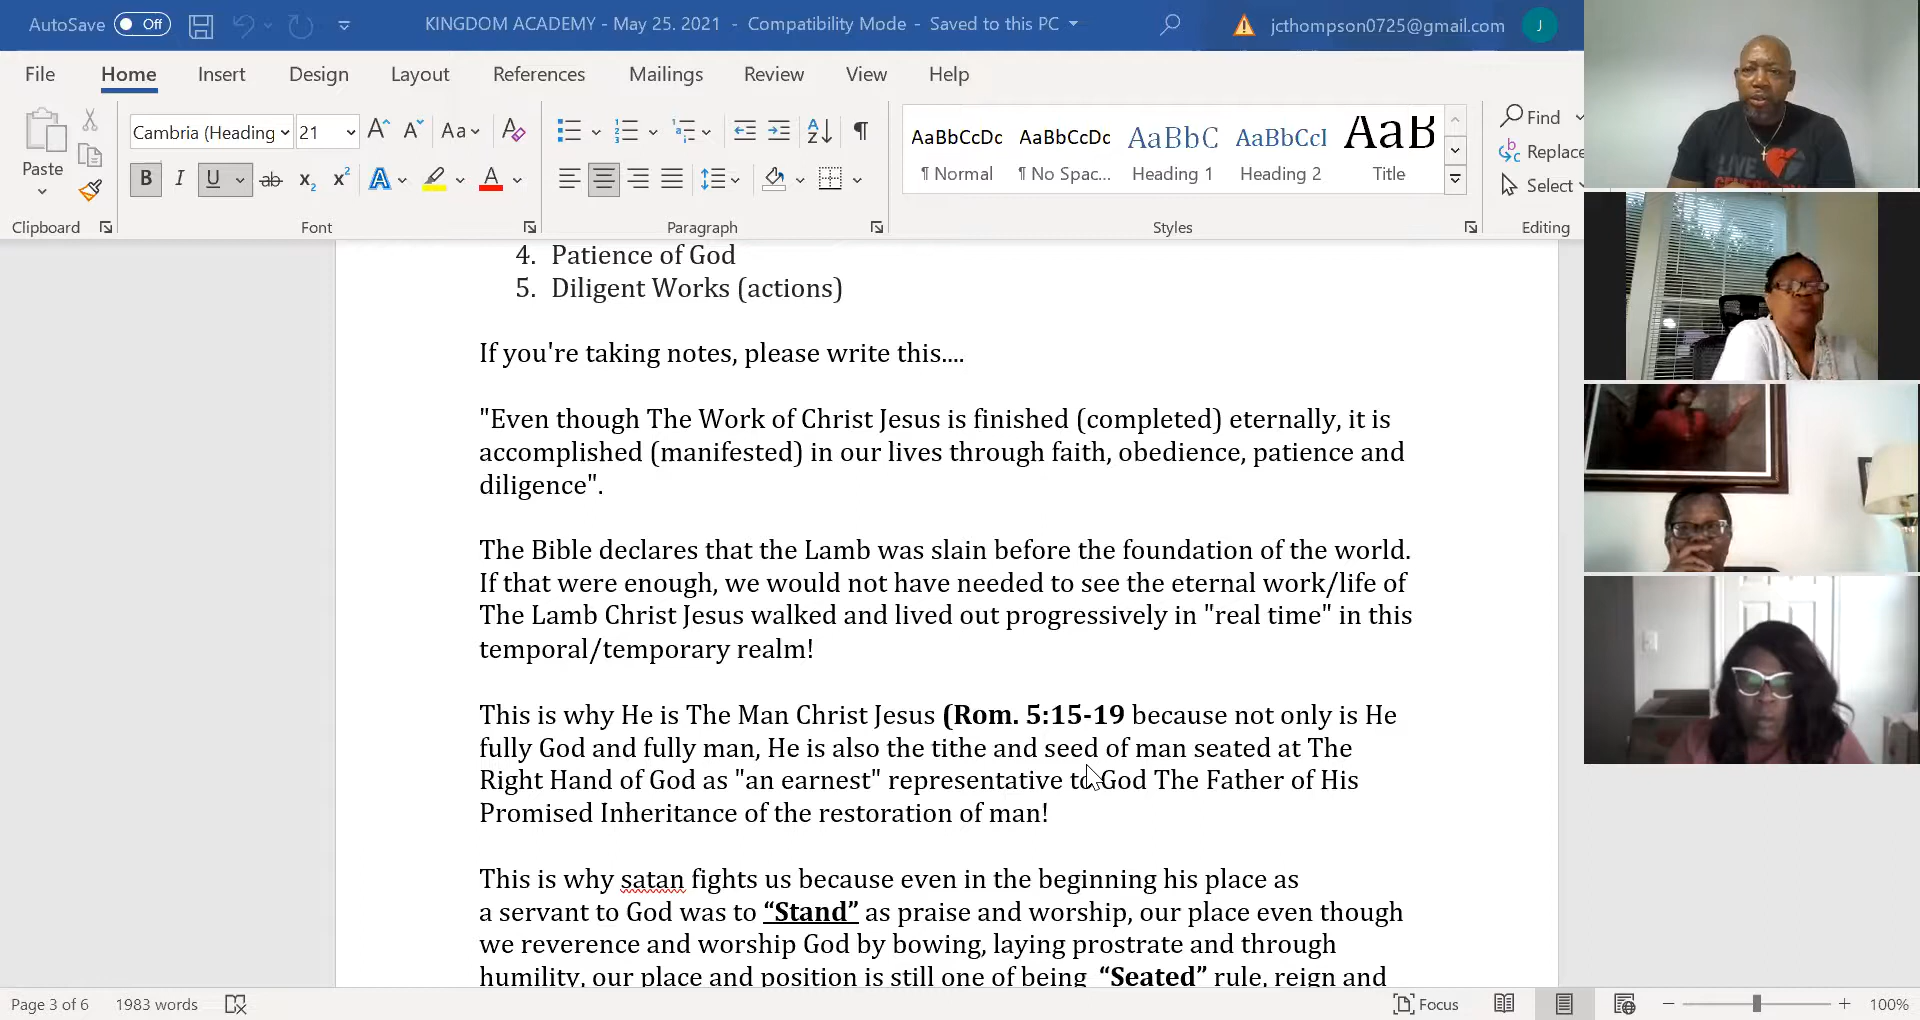 AutoSave Off KINGDOM ACADEMY - May 25. 2021 - Compatibility Mode - Saved to this PC jcthompson0725@gmail.com J
File Home Insert Design Layout References Mailings Review View Help
Cambria (Heading 21 Aa
AaBbCcDc AaBbCcDc AaBbC AaBbCcI AaB
Find
Replace
Select
Paste
B I U ab x₂ x² A A
¶ Normal ¶ No Spac... Heading 1 Heading 2 Title
Clipboard Font Paragraph Styles Editing
4. Patience of God
5. Diligent Works (actions)
If you're taking notes, please write this....
"Even though The Work of Christ Jesus is finished (completed) eternally, it is
accomplished (manifested) in our lives through faith, obedience, patience and
diligence".
The Bible declares that the Lamb was slain before the foundation of the world.
If that were enough, we would not have needed to see the eternal work/life of
The Lamb Christ Jesus walked and lived out progressively in "real time" in this
temporal/temporary realm!
This is why He is The Man Christ Jesus (Rom. 5:15-19 because not only is He
fully God and fully man, He is also the tithe and seed of man seated at The
Right Hand of God as "an earnest" representative to God The Father of His
Promised Inheritance of the restoration of man!
This is why satan fights us because even in the beginning his place as
a servant to God was to “Stand” as praise and worship, our place even though
we reverence and worship God by bowing, laying prostrate and through
humility, our place and position is still one of being “Seated” rule, reign and
Page 3 of 6 1983 words Focus 100%
LIVE